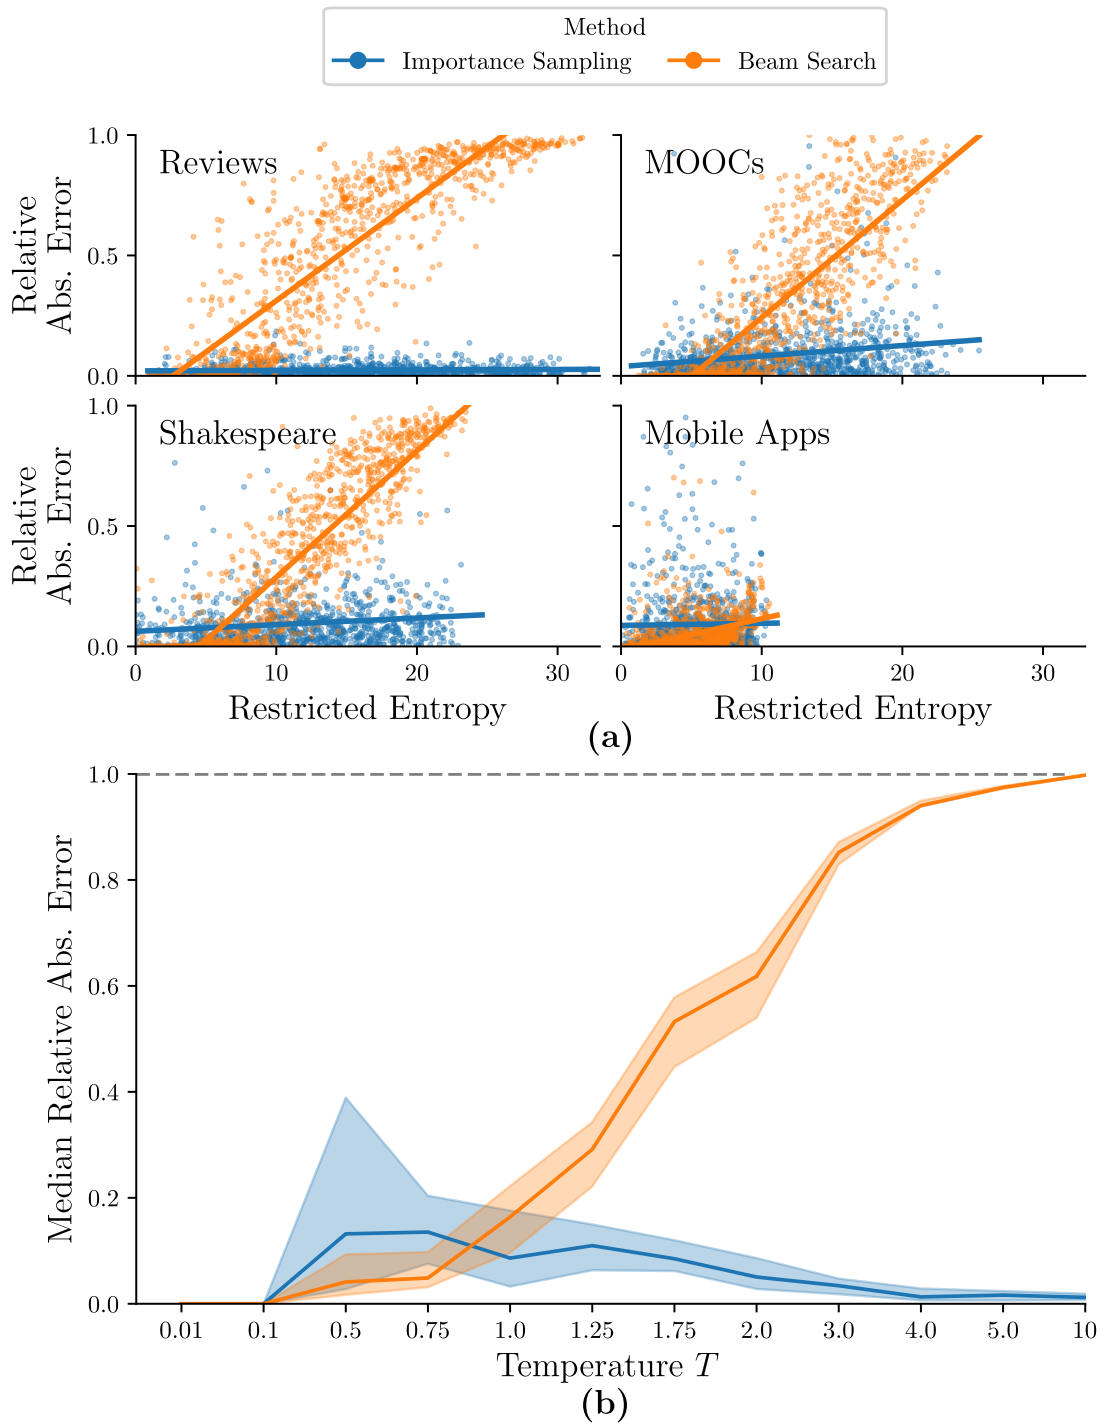 Method
Importance Sampling Beam Search
Relative
Abs. Error
1.0
0.5
0.0
Reviews
MOOCs
Relative
Abs. Error
1.0
0.5
0.0
Shakespeare
Mobile Apps
0 10 20 30
0 10 20 30
Restricted Entropy
Restricted Entropy
(a)
Median Relative Abs. Error
1.0
0.8
0.6
0.4
0.2
0.0
0.01 0.1 0.5 0.75 1.0 1.25 1.75 2.0 3.0 4.0 5.0 10
Temperature T
(b)